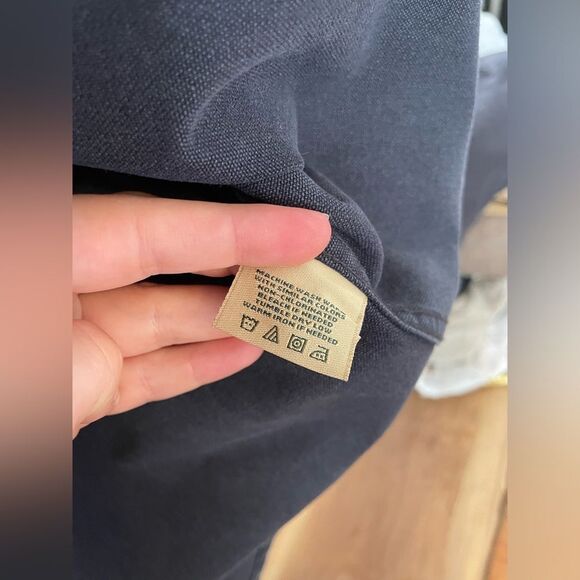 MACHINE WASH WARM
WITH SIMILAR COLORS
NON-CHLORINATED
BLEACH IF NEEDED
TUMBLE DRY LOW
WARM IRON IF NEEDED